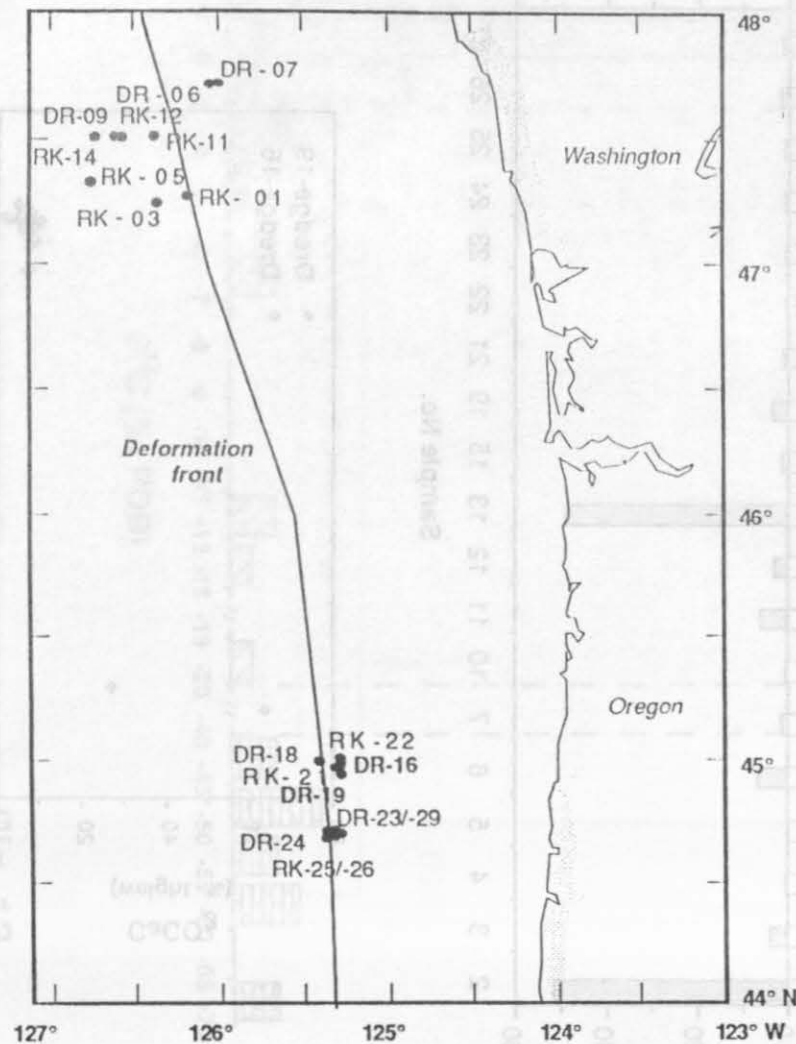 48°
DR - 07
DR - 06
DR-09 RK-12
RK-11
RK-14
RK - 05
RK - 01
RK - 03
Washington
47°
Deformation
front
46°
Oregon
RK - 22
DR-18
DR-16
45°
RK - 2
DR-19
DR-23/-29
DR-24
RK-25/-26
44° N
127° 126° 125° 124° 123° W